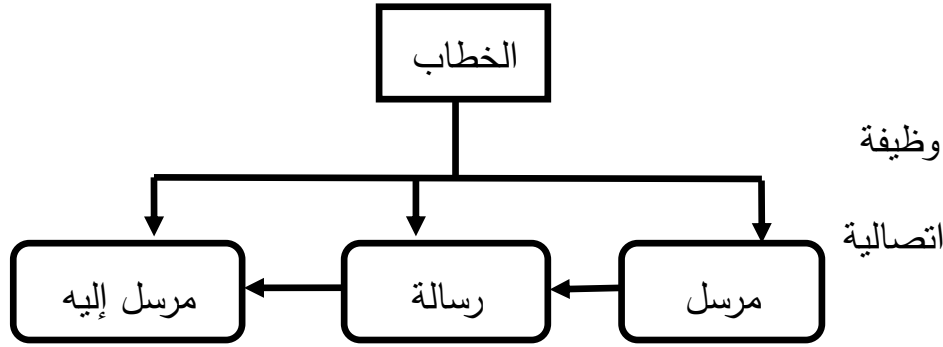 الخطاب
وظيفة
اتصالية
مرسل
رسالة
مرسل إليه